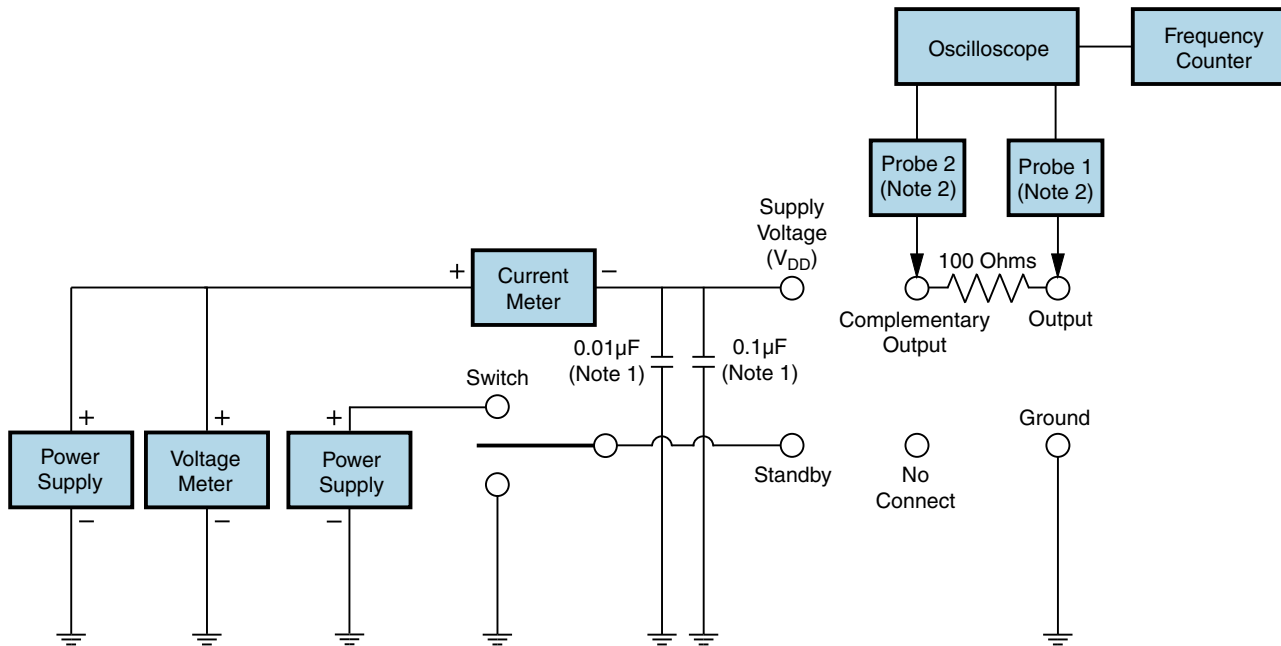 Oscilloscope
Frequency
Counter
Probe 2
(Note 2)
Probe 1
(Note 2)
Supply
Voltage
(V_DD)
100 Ohms
Complementary
Output
Output
+
Current
Meter
−
0.01µF
(Note 1)
0.1µF
(Note 1)
Switch
+
Power
Supply
−
+
Voltage
Meter
−
+
Power
Supply
−
Standby
No
Connect
Ground